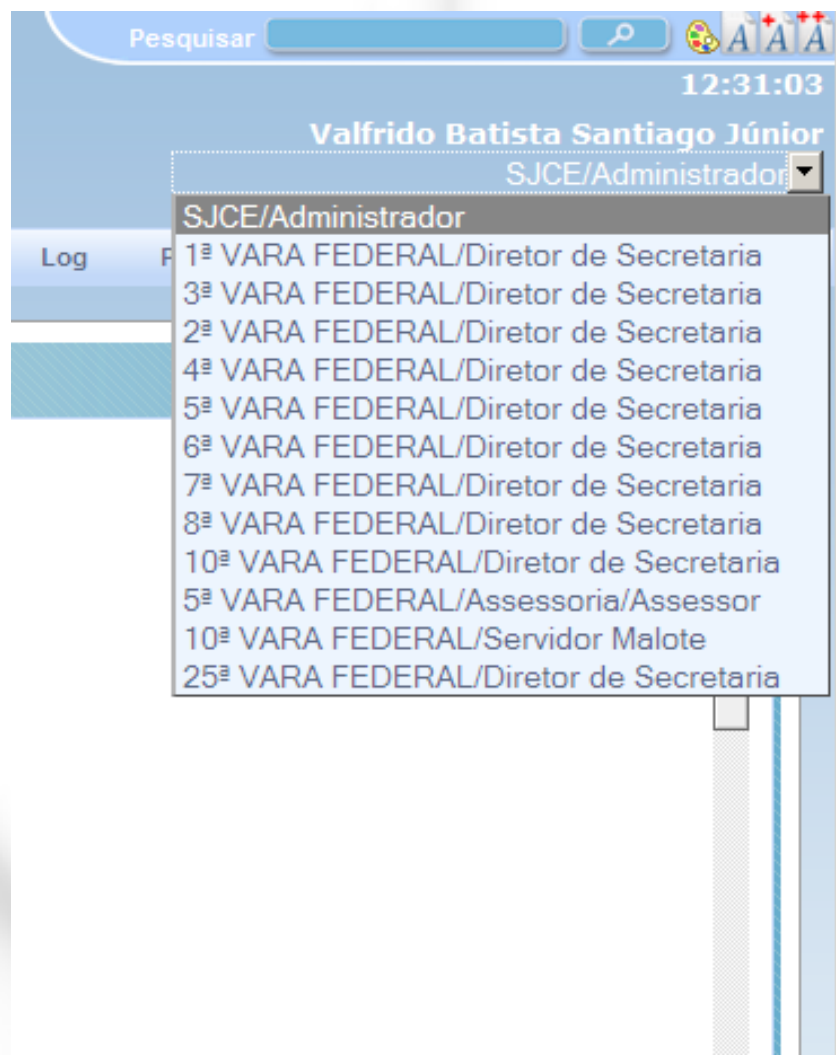 Pesquisar
A A+ A++
12:31:03
Valfrido Batista Santiago Júnior
SJCE/Administrador
SJCE/Administrador
Log
1ª VARA FEDERAL/Diretor de Secretaria
3ª VARA FEDERAL/Diretor de Secretaria
2ª VARA FEDERAL/Diretor de Secretaria
4ª VARA FEDERAL/Diretor de Secretaria
5ª VARA FEDERAL/Diretor de Secretaria
6ª VARA FEDERAL/Diretor de Secretaria
7ª VARA FEDERAL/Diretor de Secretaria
8ª VARA FEDERAL/Diretor de Secretaria
10ª VARA FEDERAL/Diretor de Secretaria
5ª VARA FEDERAL/Assessoria/Assessor
10ª VARA FEDERAL/Servidor Malote
25ª VARA FEDERAL/Diretor de Secretaria